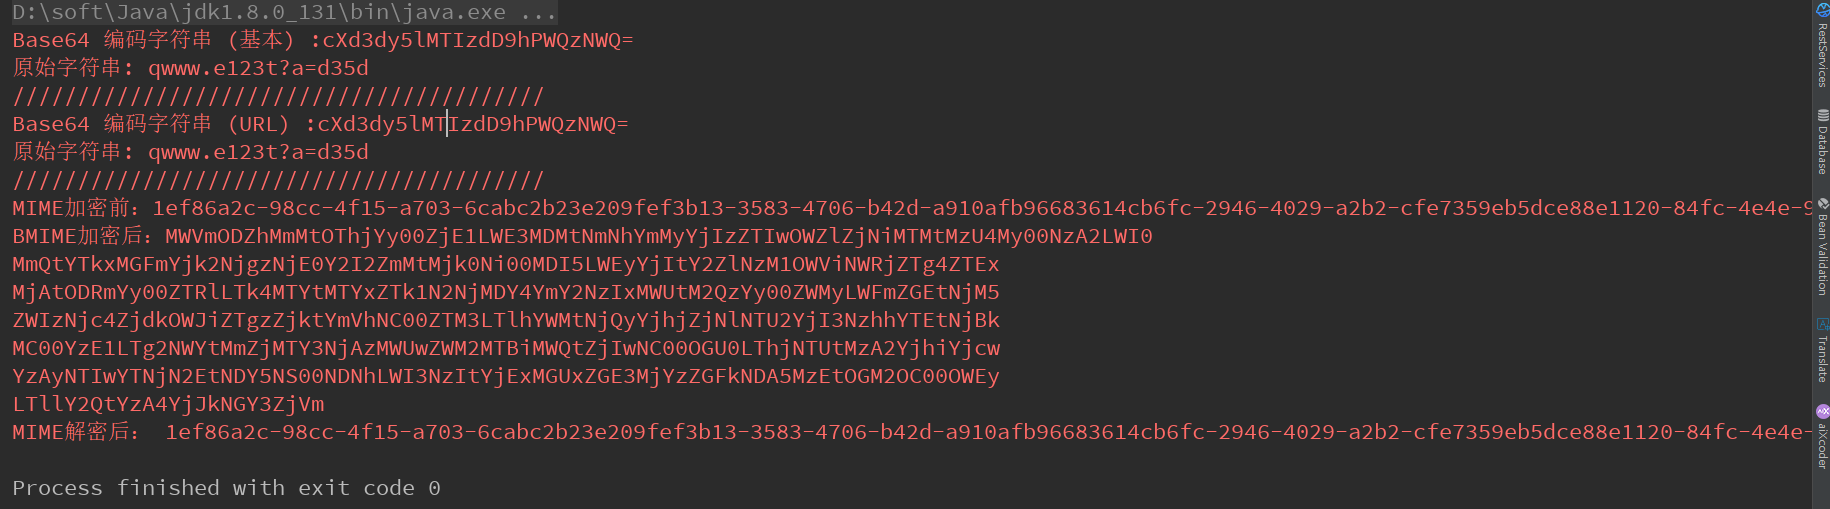 D:\soft\Java\jdk1.8.0_131\bin\java.exe ...
Base64 编码字符串 (基本) :cXd3dy5lMTIzdD9hPWQzNWQ=
原始字符串: qwww.e123t?a=d35d
/////////////////////////////////////////
Base64 编码字符串 (URL) :cXd3dy5lMTIzdD9hPWQzNWQ=
原始字符串: qwww.e123t?a=d35d
/////////////////////////////////////////
MIME加密前：1ef86a2c-98cc-4f15-a703-6cabc2b23e209fef3b13-3583-4706-b42d-a910afb96683614cb6fc-2946-4029-a2b2-cfe7359eb5dce88e1120-84fc-4e4e-9
BMIME加密后：MWVmODZhMmMtOThjYy00ZjE1LWE3MDMtNmNhYmMyYjIzZTIwOWZlZjNiMTMtMzU4My00NzA2LWI0
MmQtYTkxMGFmYjk2NjgzNjE0Y2I2ZmMtMjk0Ni00MDI5LWEyYjItY2ZlNzM1OWViNWRjZTg4ZTEx
MjAtODRmYy00ZTRlLTk4MTYtMTYxZTk1N2NjMDY4YmY2NzIxMWUtM2QzYy00ZWMyLWFmZGEtNjM5
ZWIzNjc4ZjdkOWJiZTgzZjktYmVhNC00ZTM3LTlhYWMtNjQyYjhjZjNlNTU2YjI3NzhhYTEtNjBk
MC00YzE1LTg2NWYtMmZjMTY3NjAzMWUwZWM2MTBiMWQtZjIwNC00OGU0LThjNTUtMzA2YjhiYjcw
YzAyNTIwYTNjN2EtNDY5NS00NDNhLWI3NzItYjExMGUxZGE3MjYzZGFkNDA5MzEtOGM2OC00OWEy
LTllY2QtYzA4YjJkNGY3ZjVm
MIME解密后： 1ef86a2c-98cc-4f15-a703-6cabc2b23e209fef3b13-3583-4706-b42d-a910afb96683614cb6fc-2946-4029-a2b2-cfe7359eb5dce88e1120-84fc-4e4e-
Process finished with exit code 0
RestServices
Database
Bean Validation
Translate
aiXcoder